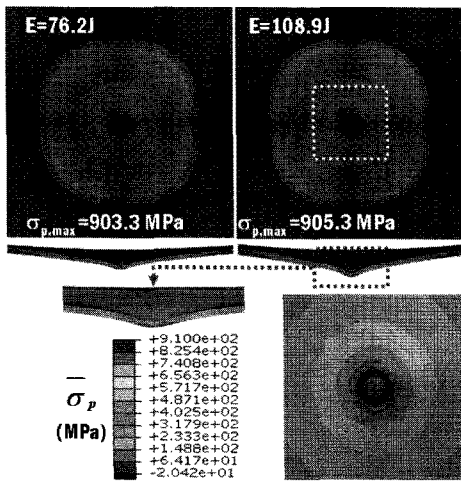 E=76.2J
E=108.9J
σp,max=903.3 MPa
σp,max=905.3 MPa
σ̅p
(MPa)
+9.100e+02
+8.254e+02
+7.408e+02
+6.563e+02
+5.717e+02
+4.871e+02
+4.025e+02
+3.179e+02
+2.333e+02
+1.488e+02
+6.417e+01
-2.042e+01